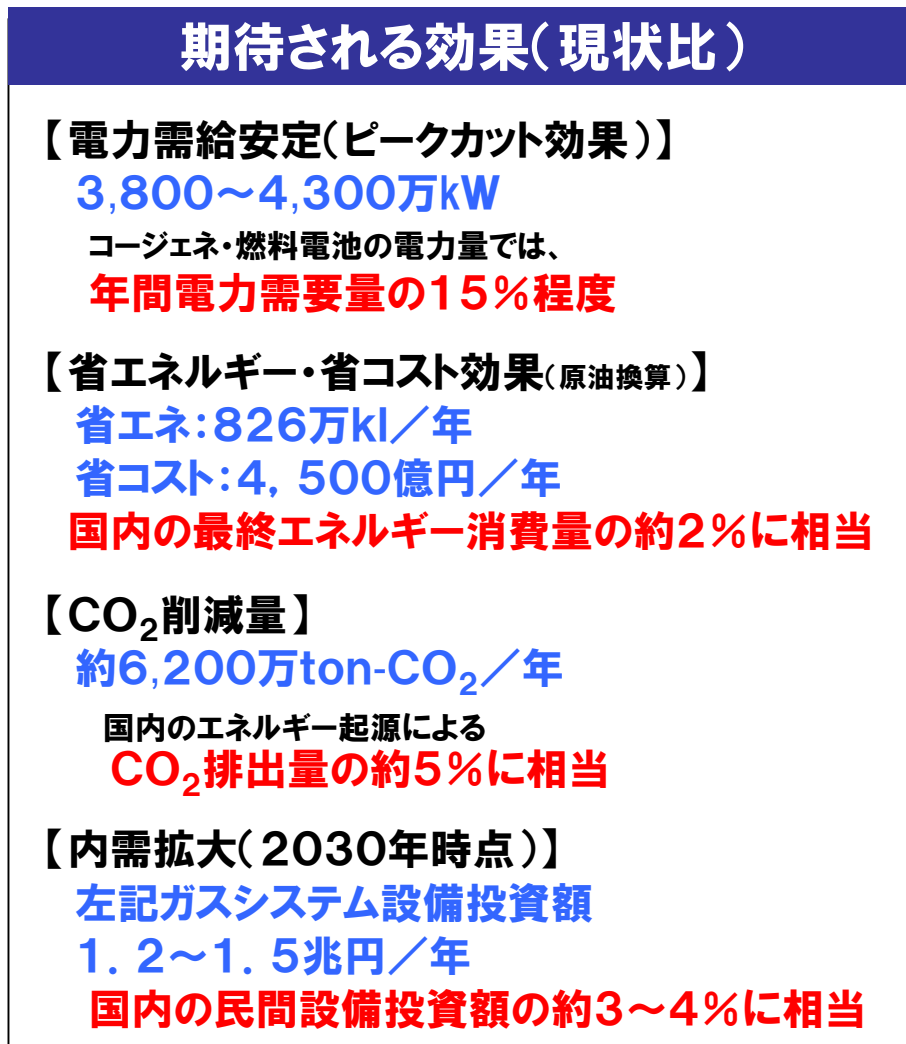 期待される効果(現状比)
【電力需給安定(ピークカット効果)】
3,800～4,300万kW
コージェネ・燃料電池の電力量では、
年間電力需要量の15％程度
【省エネルギー・省コスト効果(原油換算)】
省エネ：826万kl／年
省コスト：4，500億円／年
国内の最終エネルギー消費量の約2％に相当
【CO₂削減量】
約6,200万ton-CO₂／年
国内のエネルギー起源による
CO₂排出量の約5％に相当
【内需拡大(2030年時点)】
左記ガスシステム設備投資額
1．2～1．5兆円／年
国内の民間設備投資額の約3～4％に相当